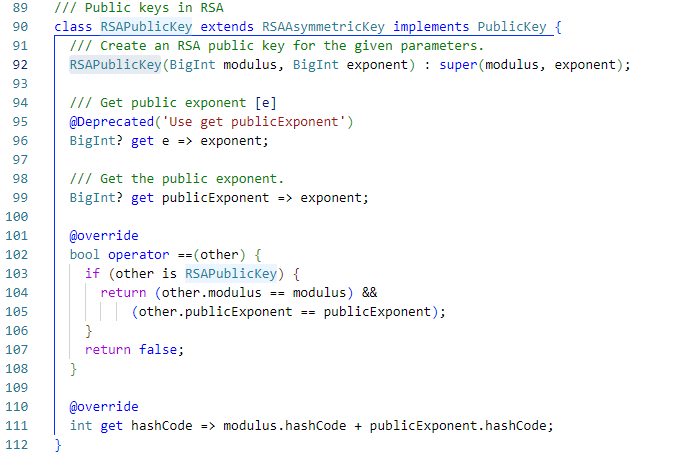 89 /// Public keys in RSA
90 class RSAPublicKey extends RSAAsymmetricKey implements PublicKey {
91 /// Create an RSA public key for the given parameters.
92 RSAPublicKey(BigInt modulus, BigInt exponent) : super(modulus, exponent);
93
94 /// Get public exponent [e]
95 @Deprecated('Use get publicExponent')
96 BigInt? get e => exponent;
97
98 /// Get the public exponent.
99 BigInt? get publicExponent => exponent;
100
101 @override
102 bool operator ==(other) {
103 if (other is RSAPublicKey) {
104 return (other.modulus == modulus) &&
105 (other.publicExponent == publicExponent);
106 }
107 return false;
108 }
109
110 @override
111 int get hashCode => modulus.hashCode + publicExponent.hashCode;
112 }